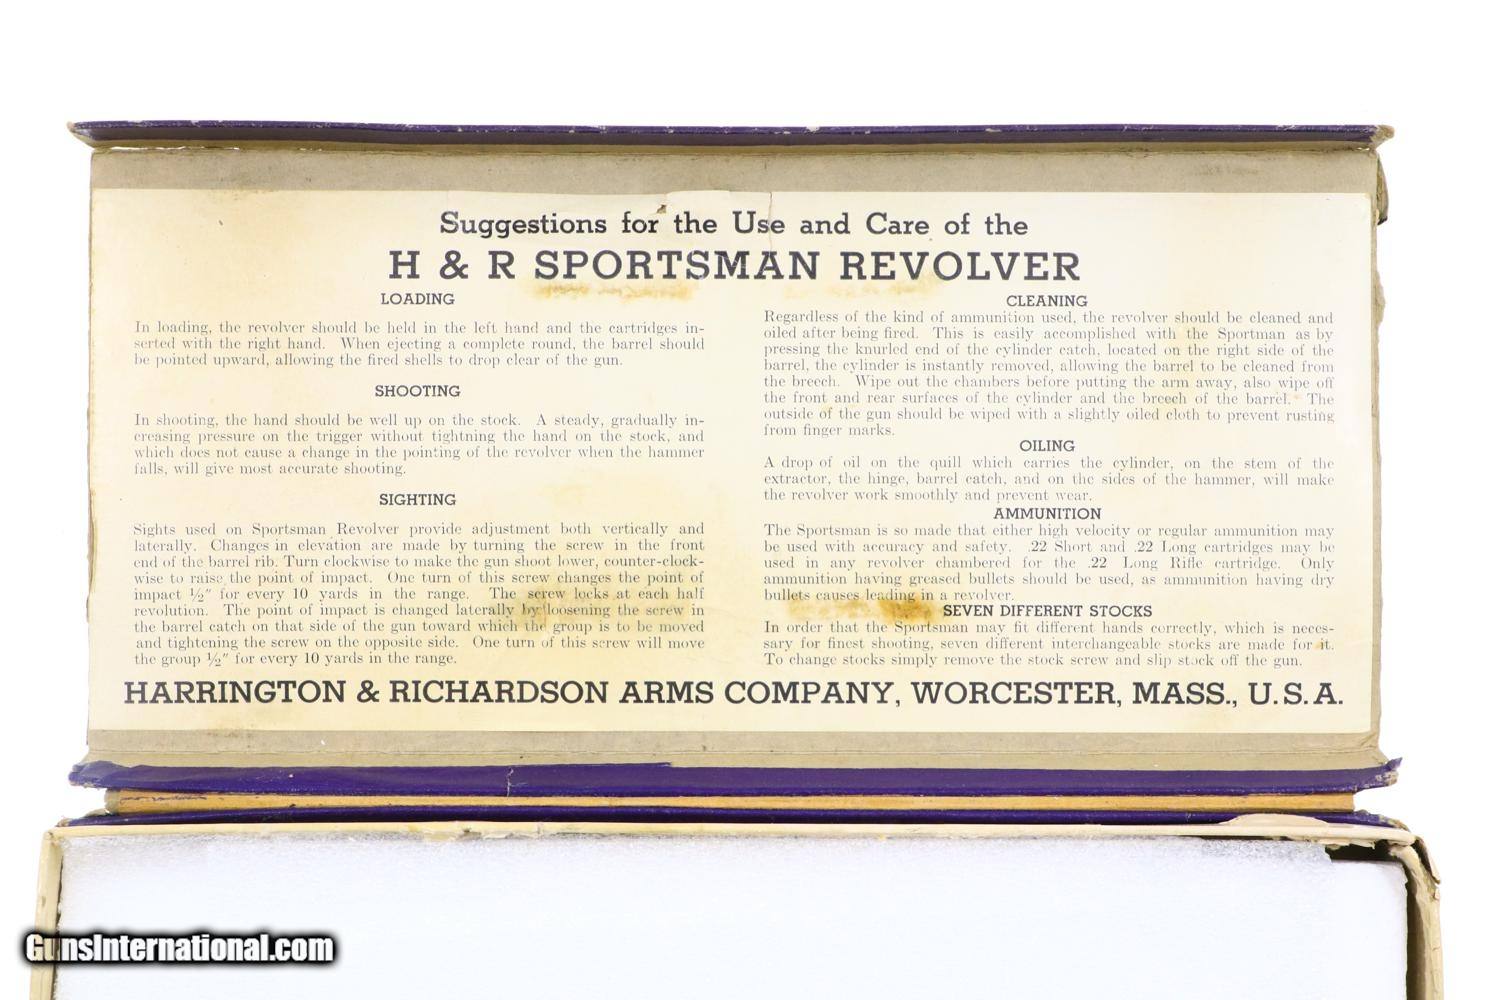 Suggestions for the Use and Care of the
H & R SPORTSMAN REVOLVER
LOADING
In loading, the revolver should be held in the left hand and the cartridges in-
serted with the right hand. When ejecting a complete round, the barrel should
be pointed upward, allowing the fired shells to drop clear of the gun.
SHOOTING
In shooting, the hand should be well up on the stock. A steady, gradually in-
creasing pressure on the trigger without tightning the hand on the stock, and
which does not cause a change in the pointing of the revolver when the hammer
falls, will give most accurate shooting.
SIGHTING
Sights used on Sportsman Revolver provide adjustment both vertically and
laterally. Changes in elevation are made by turning the screw in the front
end of the barrel rib. Turn clockwise to make the gun shoot lower, counter-clock-
wise to raise the point of impact. One turn of this screw changes the point of
impact ½" for every 10 yards in the range. The screw locks at each half
revolution. The point of impact is changed laterally by loosening the screw in
the barrel catch on that side of the gun toward which the group is to be moved
and tightening the screw on the opposite side. One turn of this screw will move
the group ½" for every 10 yards in the range.
CLEANING
Regardless of the kind of ammunition used, the revolver should be cleaned and
oiled after being fired. This is easily accomplished with the Sportman as by
pressing the knurled end of the cylinder catch, located on the right side of the
barrel, the cylinder is instantly removed, allowing the barrel to be cleaned from
the breech. Wipe out the chambers before putting the arm away, also wipe off
the front and rear surfaces of the cylinder and the breech of the barrel. The
outside of the gun should be wiped with a slightly oiled cloth to prevent rusting
from finger marks.
OILING
A drop of oil on the quill which carries the cylinder, on the stem of the
extractor, the hinge, barrel catch, and on the sides of the hammer, will make
the revolver work smoothly and prevent wear.
AMMUNITION
The Sportsman is so made that either high velocity or regular ammunition may
be used with accuracy and safety. .22 Short and .22 Long cartridges may be
used in any revolver chambered for the .22 Long Rifle cartridge. Only
ammunition having greased bullets should be used, as ammunition having dry
bullets causes leading in a revolver.
SEVEN DIFFERENT STOCKS
In order that the Sportsman may fit different hands correctly, which is neces-
sary for finest shooting, seven different interchangeable stocks are made for it.
To change stocks simply remove the stock screw and slip stock off the gun.
HARRINGTON & RICHARDSON ARMS COMPANY, WORCESTER, MASS., U.S.A.
GunsInternational.com